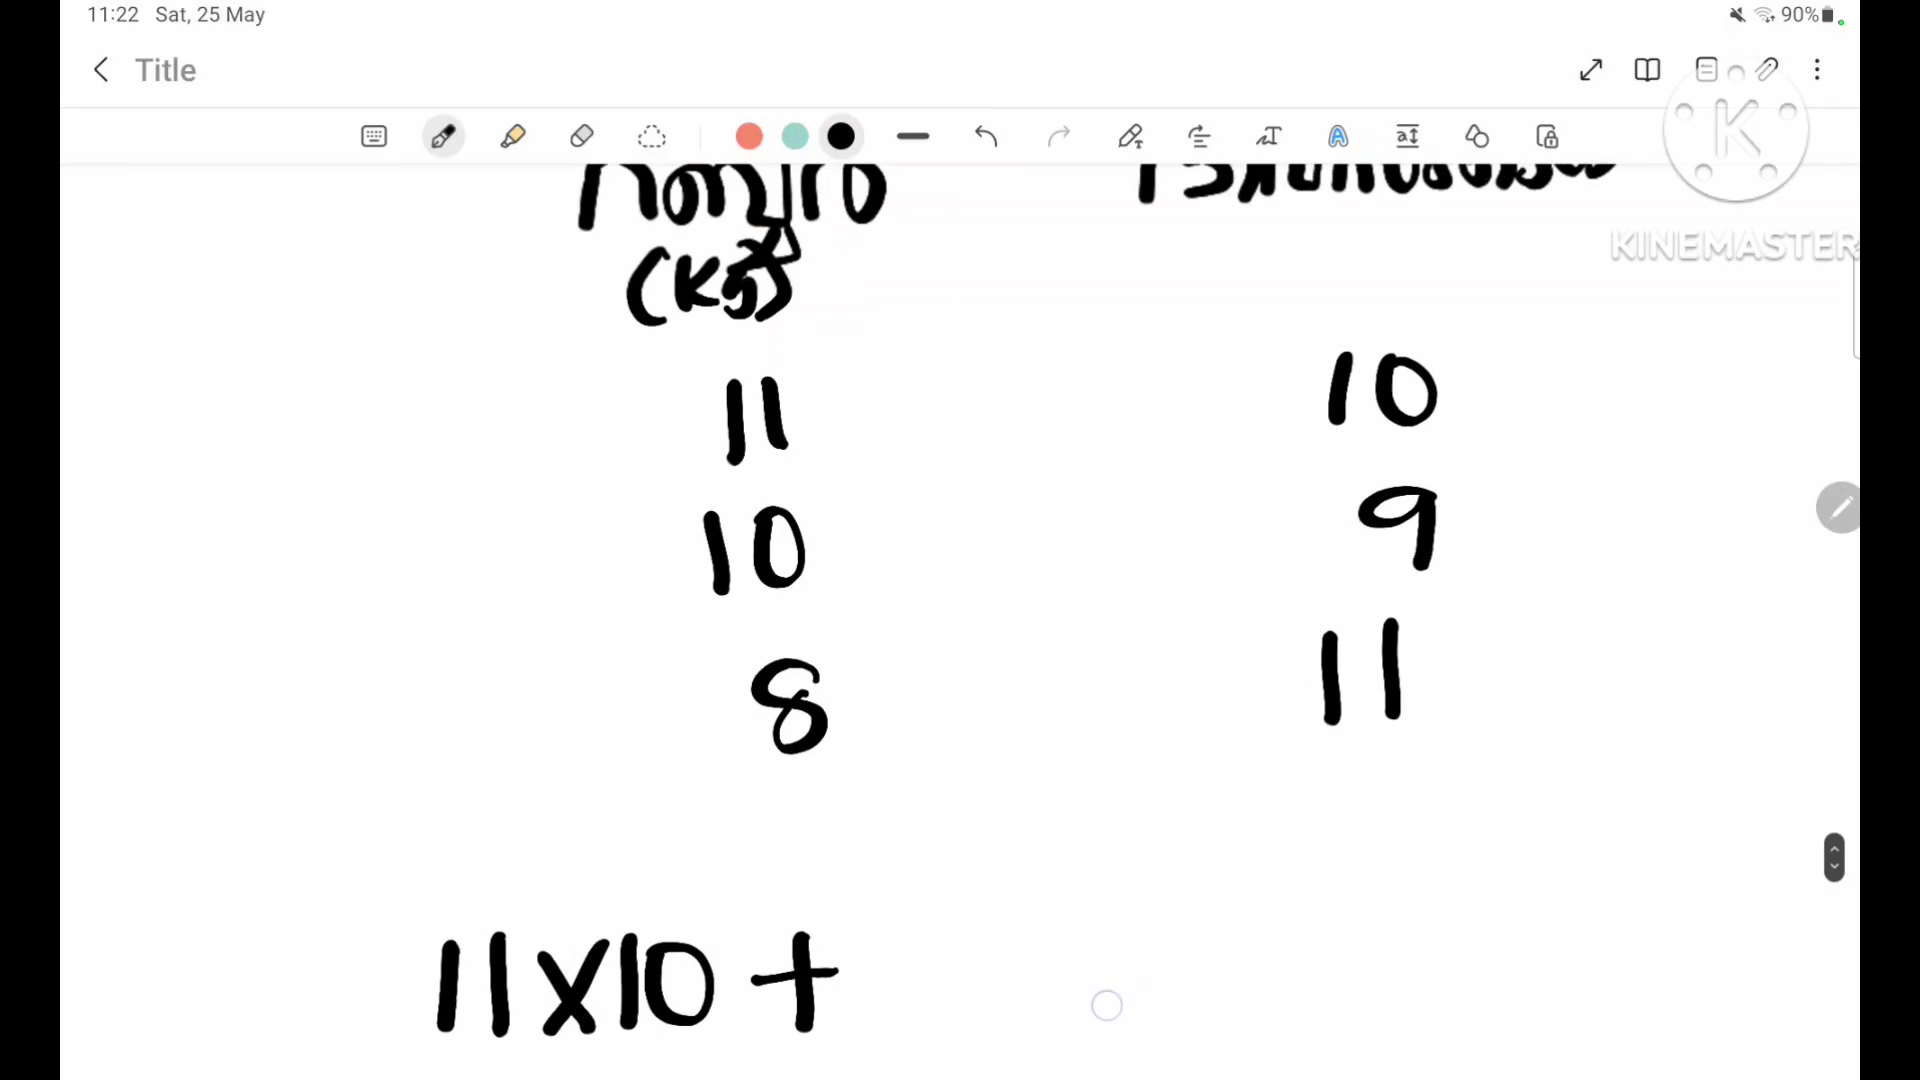 11:22 Sat, 25 May
90%
Title
KINEMASTER
(Kg)
11 10
10 9
8 11
11x10 +